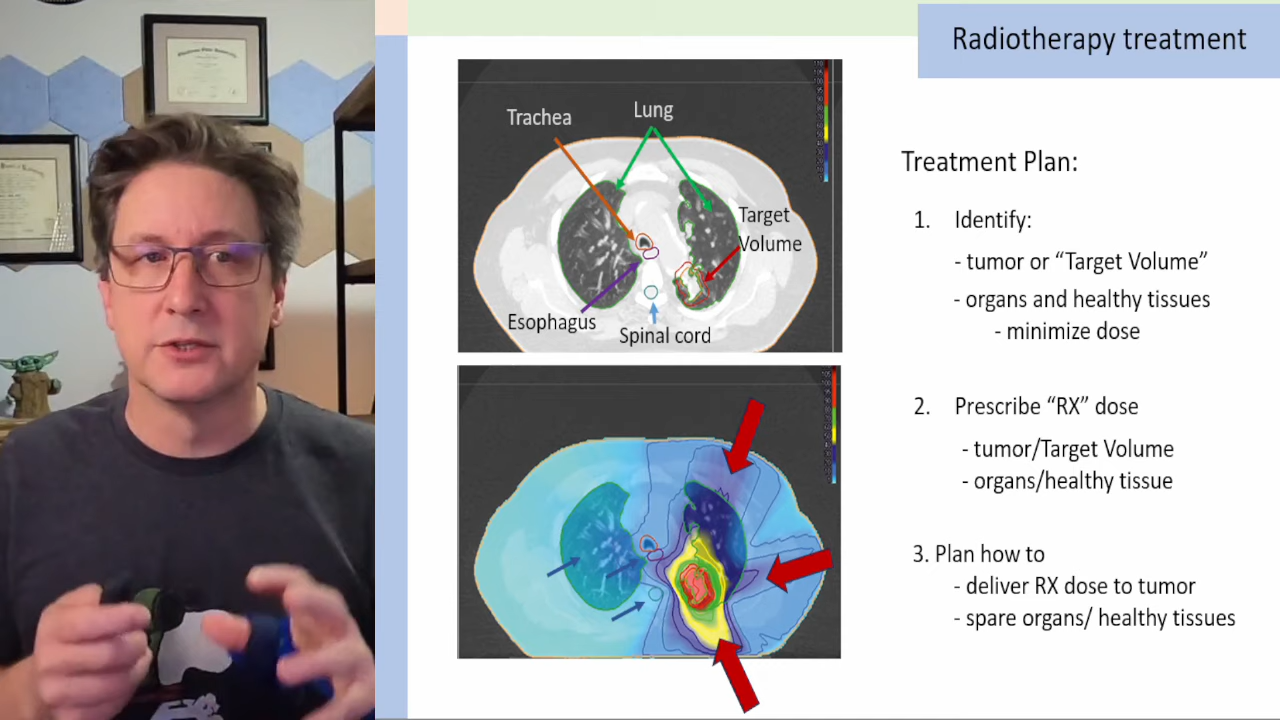 Radiotherapy treatment
Trachea
Lung
Target
Volume
Esophagus
Spinal cord
Treatment Plan:
1. Identify:
- tumor or “Target Volume”
- organs and healthy tissues
- minimize dose
2. Prescribe “RX” dose
- tumor/Target Volume
- organs/healthy tissue
3. Plan how to
- deliver RX dose to tumor
- spare organs/ healthy tissues